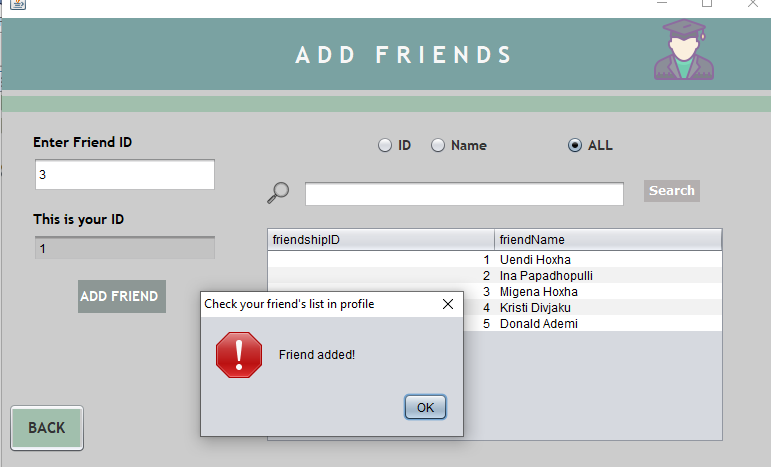 ADD FRIENDS
Enter Friend ID
3
This is your ID
1
ADD FRIEND
BACK
ID Name ALL
Search
friendshipID friendName
1 Uendi Hoxha
2 Ina Papadhopulli
3 Migena Hoxha
4 Kristi Divjaku
5 Donald Ademi
Check your friend's list in profile
Friend added!
OK